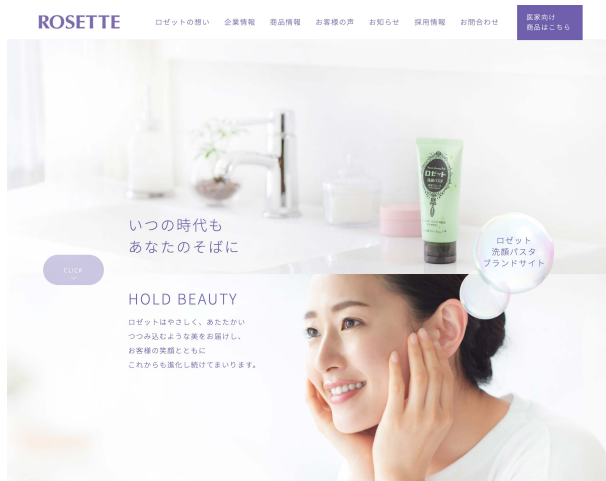 ROSETTE
ロゼットの想い
企業情報
商品情報
お客様の声
お知らせ
採用情報
お問合わせ
医家向け
商品はこちら
ロゼット
洗顔パスタ
いつの時代も
あなたのそばに
ロゼット
洗顔パスタ
ブランドサイト
CLICK
HOLD BEAUTY
ロゼットはやさしく、あたたかい
つつみ込むような美をお届けし、
お客様の笑顔とともに
これからも進化し続けてまいります。